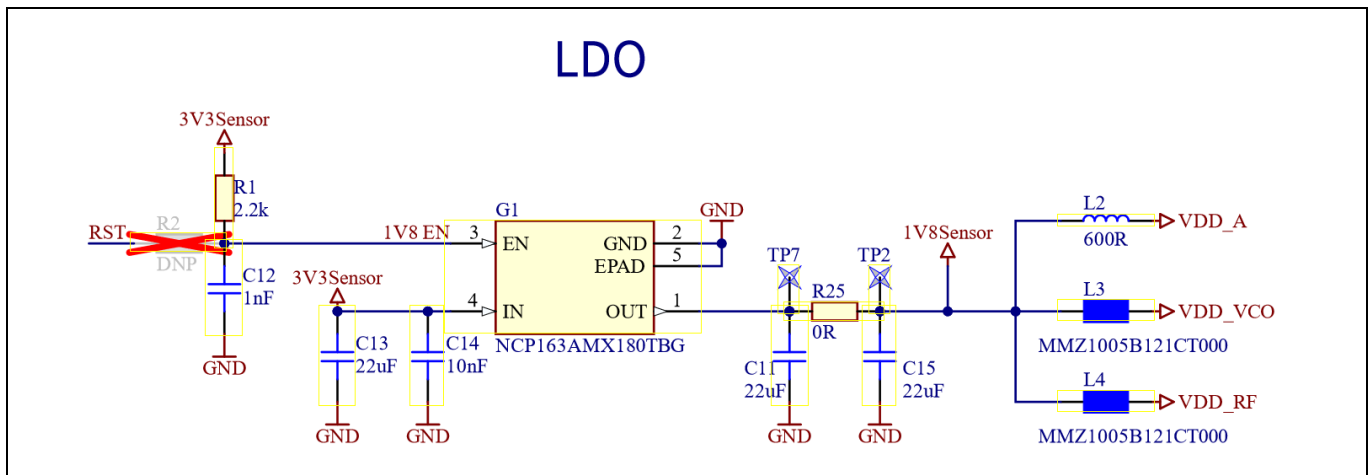 LDO
3V3Sensor
R1
2.2k
RST
R2
DNP
C12
1nF
GND
1V8 EN
3V3Sensor
C13
22uF
GND
C14
10nF
GND
G1
3
EN
4
IN
GND
2
EPAD
5
OUT
1
NCP163AMX180TBG
GND
TP7
R25
0R
TP2
C11
22uF
GND
C15
22uF
GND
1V8Sensor
L2
600R
VDD_A
L3
VDD_VCO
MMZ1005B121CT000
L4
VDD_RF
MMZ1005B121CT000